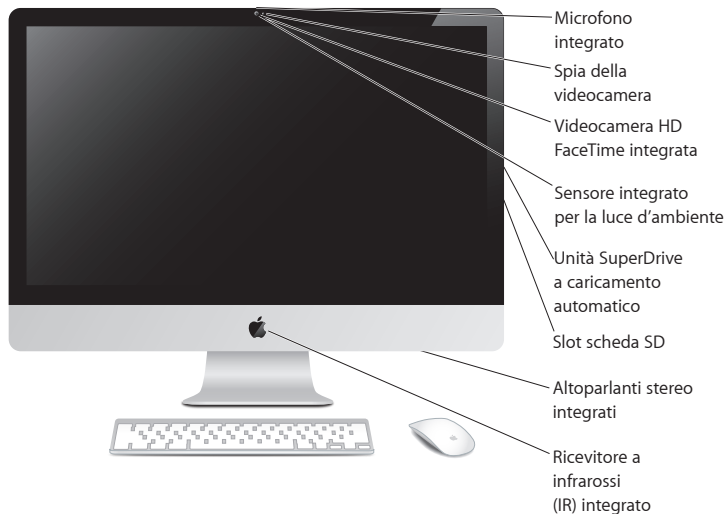 Microfono
integrato
Spia della
videocamera
Videocamera HD
FaceTime integrata
Sensore integrato
per la luce d’ambiente
Unità SuperDrive
a caricamento
automatico
Slot scheda SD
Altoparlanti stereo
integrati
Ricevitore a
infrarossi
(IR) integrato